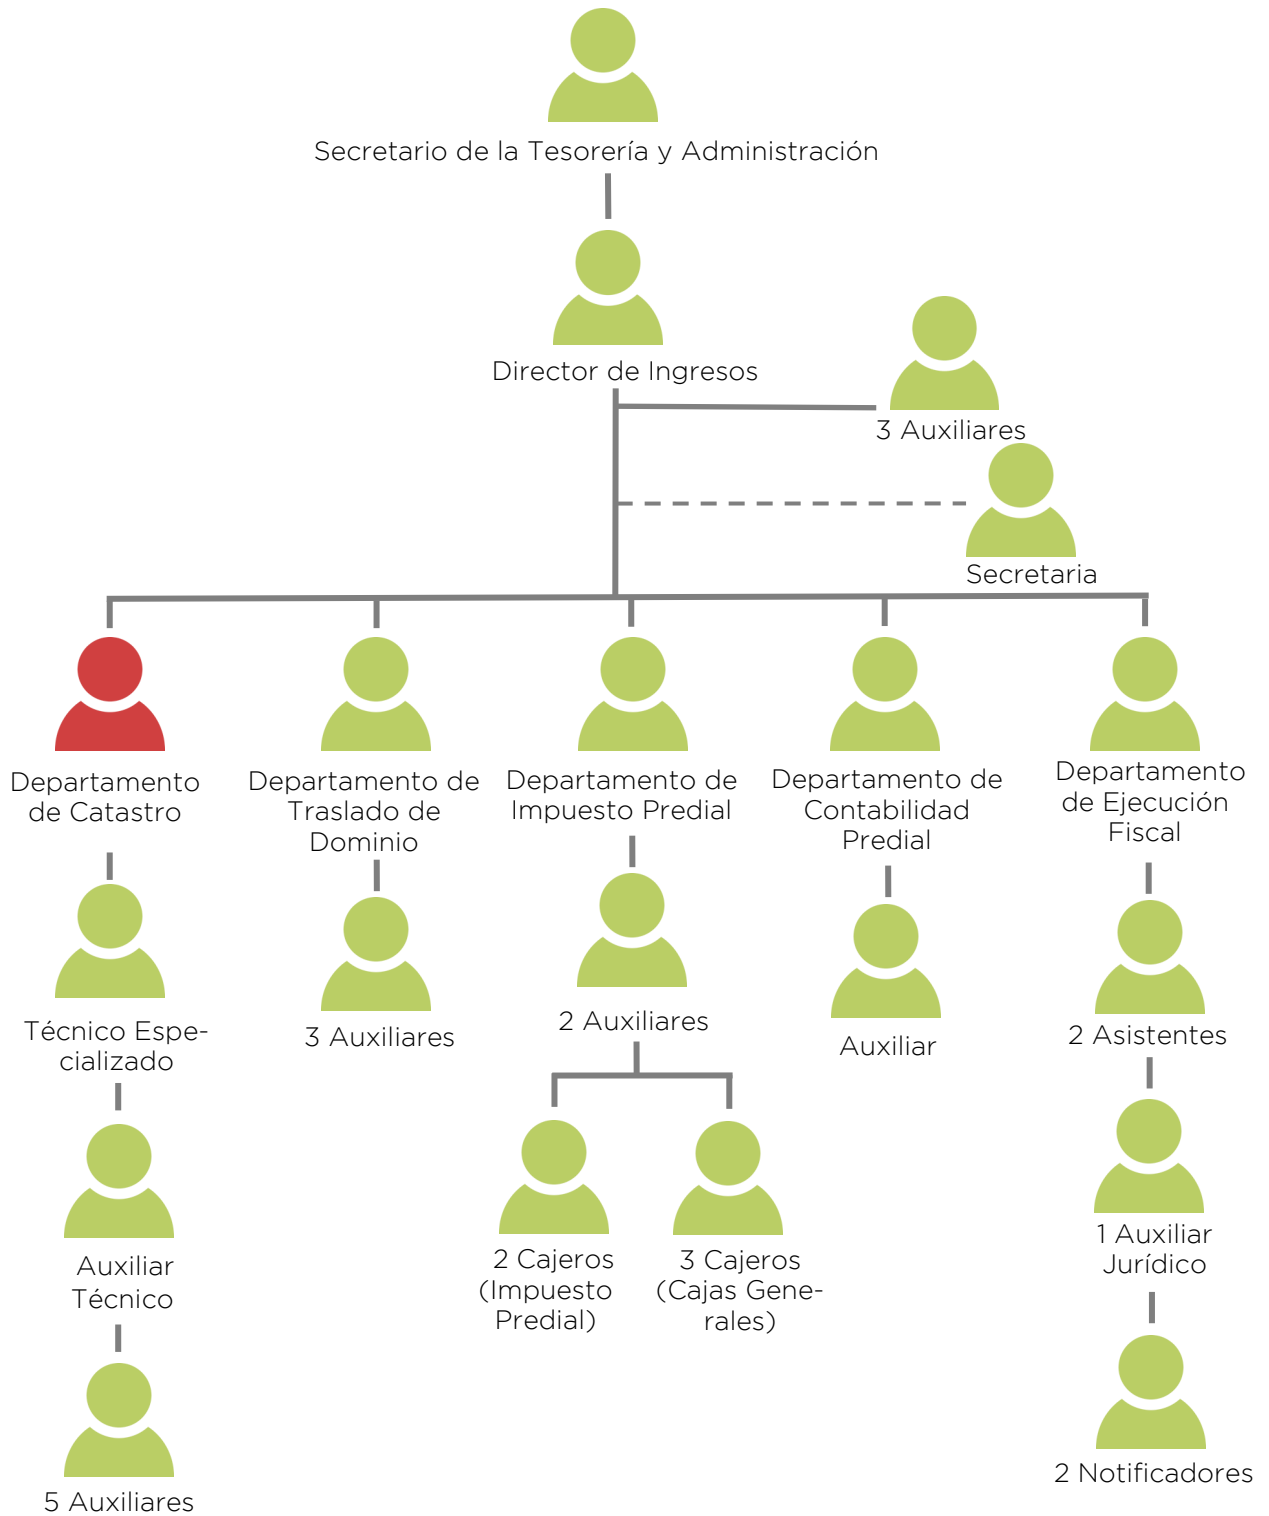 Secretario de la Tesorería y Administración
Director de Ingresos
3 Auxiliares
Secretaria
Departamento
de Catastro
Departamento de
Traslado de
Dominio
Departamento de
Impuesto Predial
Departamento de
Contabilidad
Predial
Departamento
de Ejecución
Fiscal
Técnico Espe-
cializado
3 Auxiliares
2 Auxiliares
Auxiliar
2 Asistentes
Auxiliar
Técnico
2 Cajeros
(Impuesto
Predial)
3 Cajeros
(Cajas Gene-
rales)
1 Auxiliar
Jurídico
5 Auxiliares
2 Notificadores